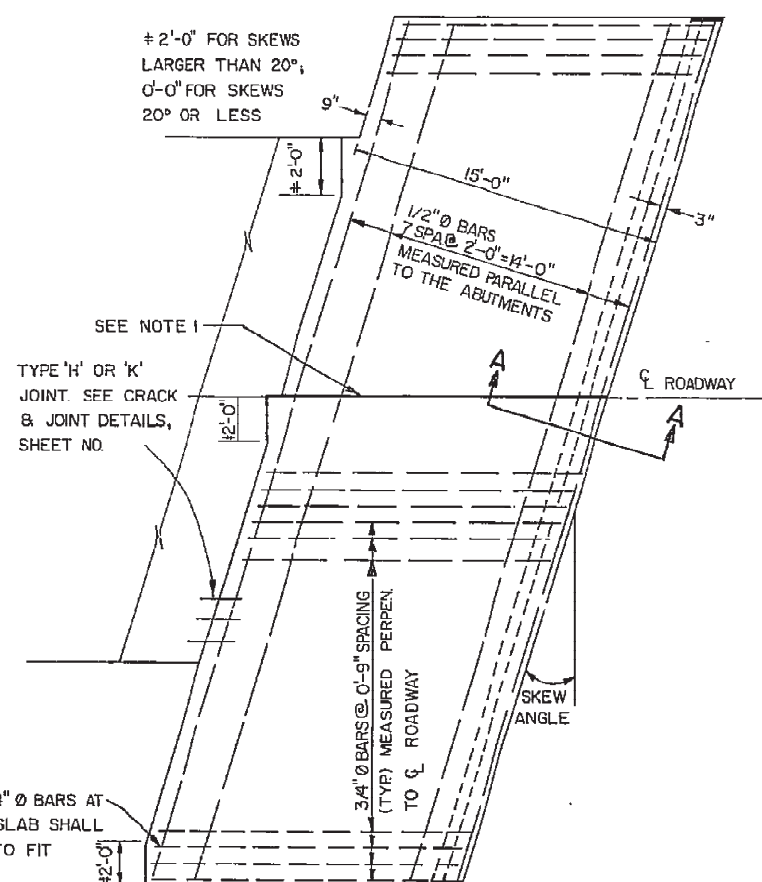 ‡ 2'-0" FOR SKEWS
LARGER THAN 20°;
0'-0" FOR SKEWS
20° OR LESS
9"
‡ 2'-0"
15'-0"
3"
1/2" Ø BARS
7 SPA@ 2'-0"=14'-0"
MEASURED PARALLEL
TO THE ABUTMENTS
SEE NOTE 1
TYPE 'H' OR 'K'
JOINT. SEE CRACK
& JOINT DETAILS,
SHEET NO.
‡2'-0"
A
A
℄ ROADWAY
3/4" Ø BARS @ 0'-9" SPACING
(TYP.) MEASURED PERPEN.
TO ℄ ROADWAY
SKEW
ANGLE
" Ø BARS AT
SLAB SHALL
TO FIT
‡2'-0"